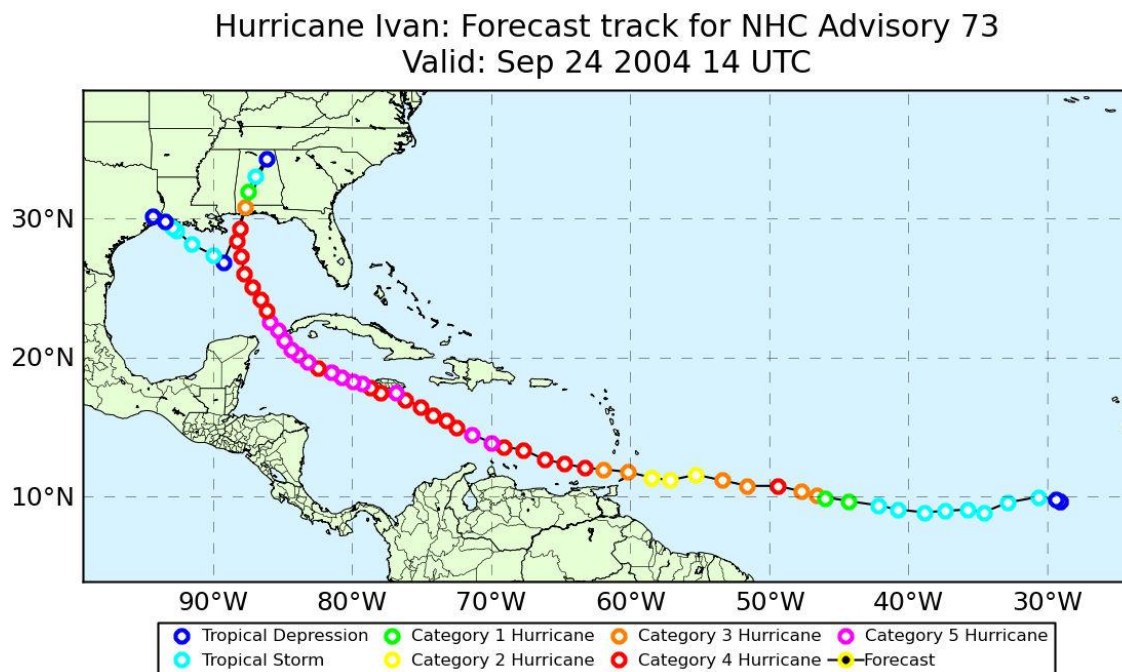 Hurricane Ivan: Forecast track for NHC Advisory 73
Valid: Sep 24 2004 14 UTC
30°N
20°N
10°N
90°W 80°W 70°W 60°W 50°W 40°W 30°W
Tropical Depression Category 1 Hurricane Category 3 Hurricane Category 5 Hurricane
Tropical Storm Category 2 Hurricane Category 4 Hurricane Forecast